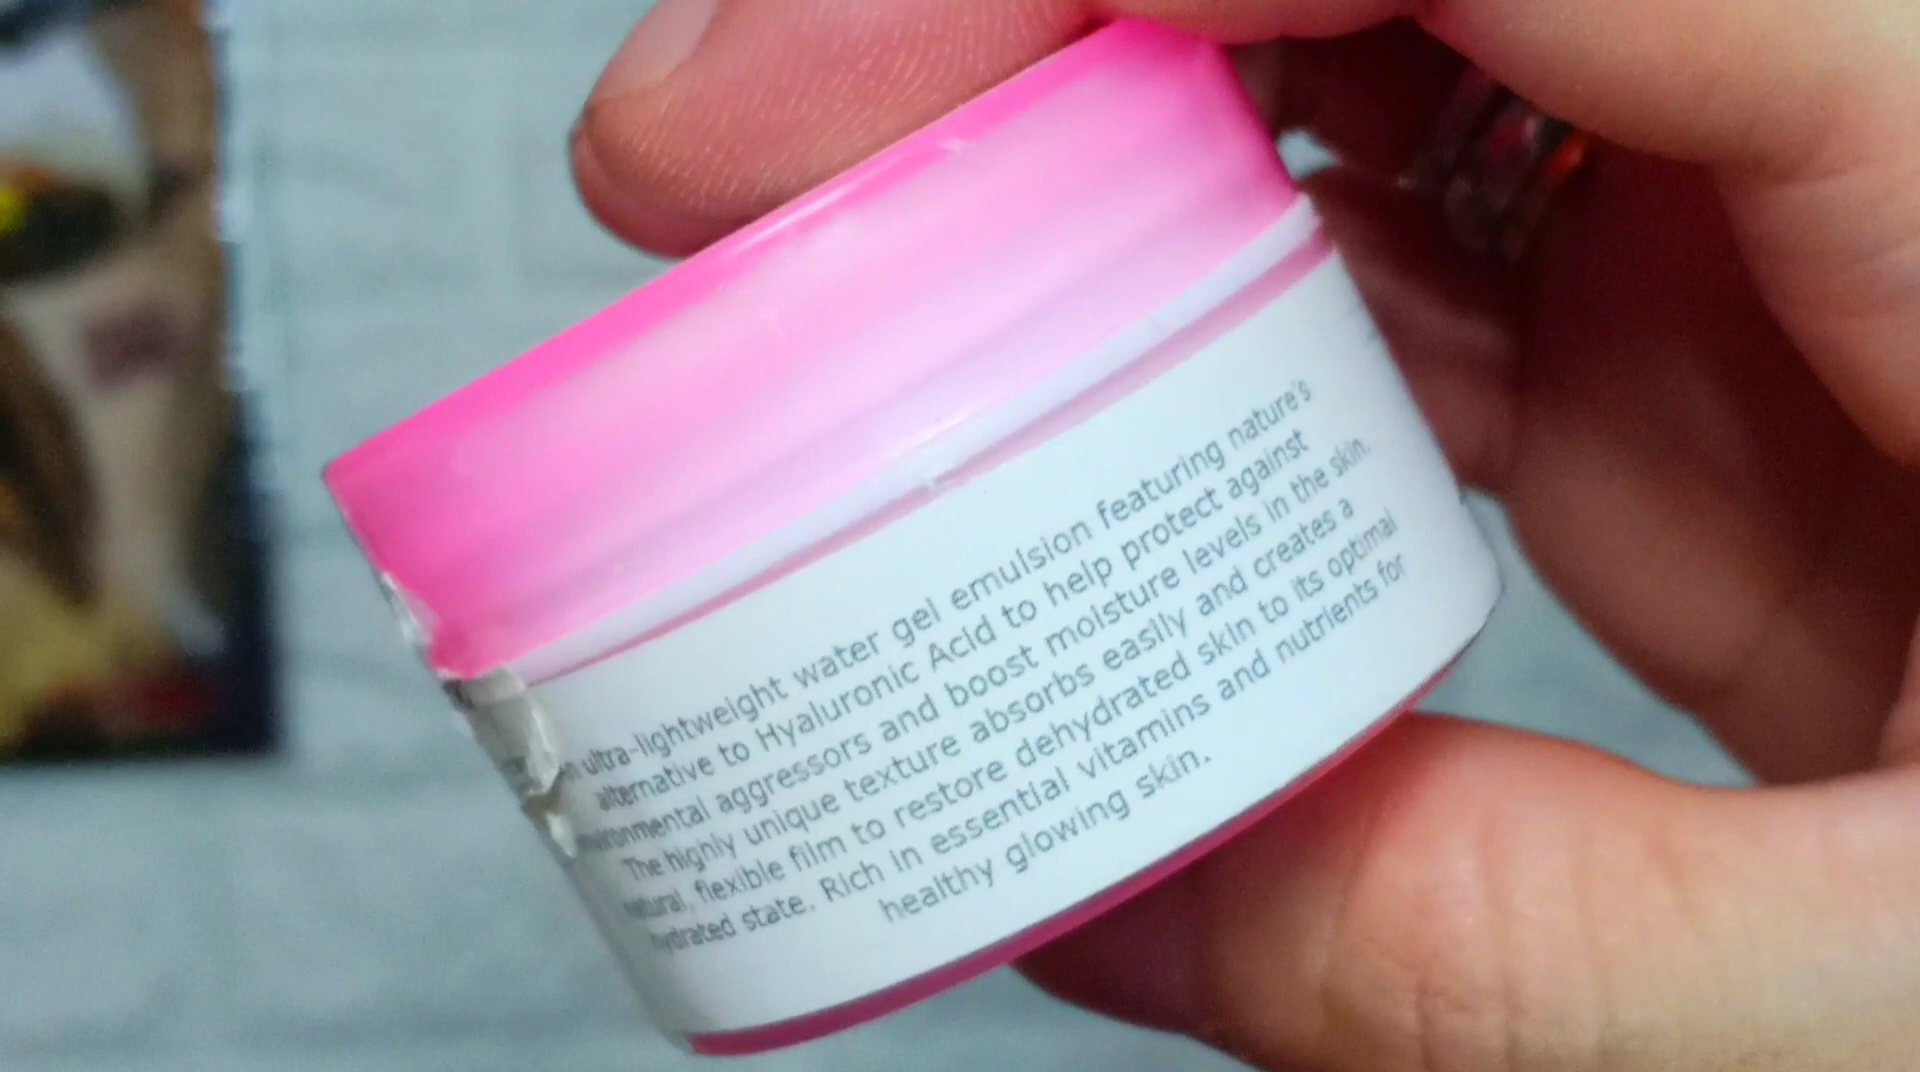 ultra-lightweight water gel emulsion featuring nature's
alternative to Hyaluronic Acid to help protect against
environmental aggressors and boost moisture levels in the skin.
The highly unique texture absorbs easily and creates a
natural, flexible film to restore dehydrated skin to its optimal
hydrated state. Rich in essential vitamins and nutrients for
healthy glowing skin.